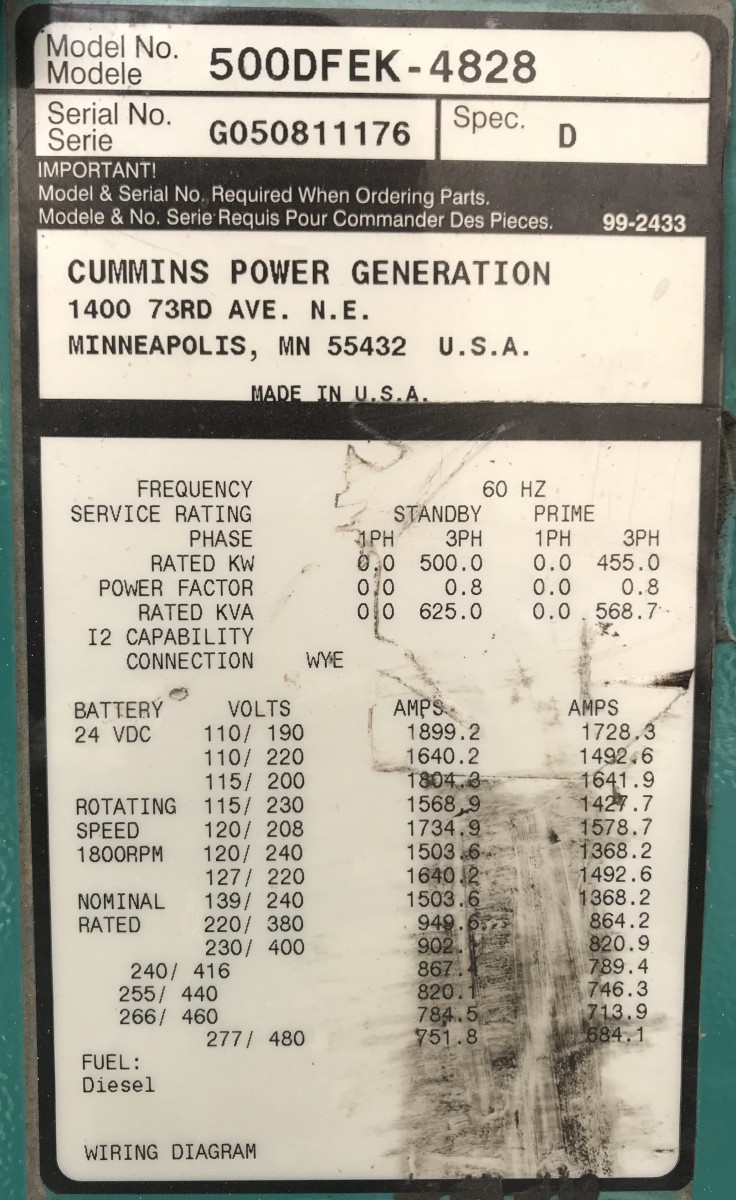 Model No.
Modele
500DFEK-4828
Serial No.
Serie
G050811176
Spec.
D
IMPORTANT!
Model & Serial No. Required When Ordering Parts.
Modele & No. Serie Requis Pour Commander Des Pieces. 99-2433
CUMMINS POWER GENERATION
1400 73RD AVE. N.E.
MINNEAPOLIS, MN 55432 U.S.A.
MADE IN U.S.A.
FREQUENCY 60 HZ
SERVICE RATING STANDBY PRIME
PHASE 1PH 3PH 1PH 3PH
RATED KW 0.0 500.0 0.0 455.0
POWER FACTOR 0.0 0.8 0.0 0.8
RATED KVA 0.0 625.0 0.0 568.7
I2 CAPABILITY
CONNECTION WYE
BATTERY VOLTS AMPS AMPS
24 VDC 110/ 190 1899.2 1728.3
110/ 220 1640.2 1492.6
115/ 200 1804.3 1641.9
ROTATING 115/ 230 1568.9 1427.7
SPEED 120/ 208 1734.9 1578.7
1800RPM 120/ 240 1503.6 1368.2
127/ 220 1640.2 1492.6
NOMINAL 139/ 240 1503.6 1368.2
RATED 220/ 380 949.6 864.2
230/ 400 902. 820.9
240/ 416 867.4 789.4
255/ 440 820.1 746.3
266/ 460 784.5 713.9
277/ 480 751.8 684.1
FUEL:
Diesel
WIRING DIAGRAM